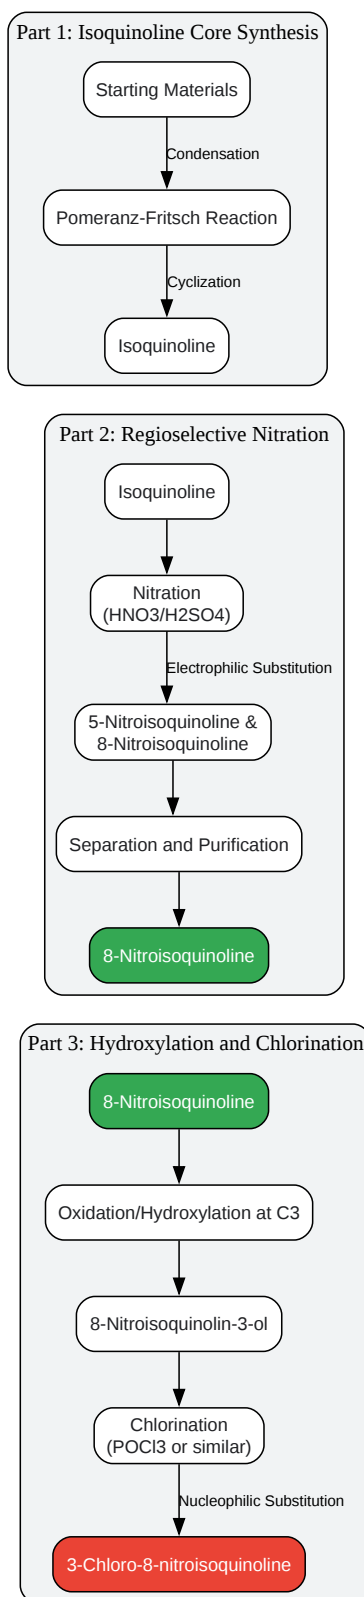 Part 1: Isoquinoline Core Synthesis
Starting Materials
Condensation
Pomeranz-Fritsch Reaction
Cyclization
Isoquinoline
Part 2: Regioselective Nitration
Isoquinoline
Nitration
(HNO3/H2SO4)
Electrophilic Substitution
5-Nitroisoquinoline &
8-Nitroisoquinoline
Separation and Purification
8-Nitroisoquinoline
Part 3: Hydroxylation and Chlorination
8-Nitroisoquinoline
Oxidation/Hydroxylation at C3
8-Nitroisoquinolin-3-ol
Chlorination
(POCl3 or similar)
Nucleophilic Substitution
3-Chloro-8-nitroisoquinoline